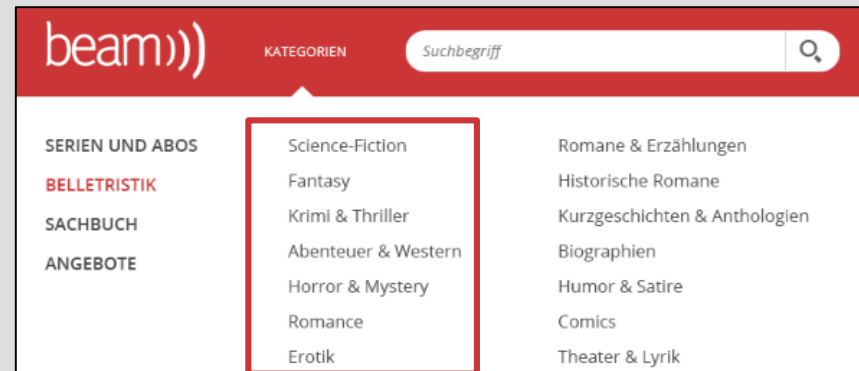 beam)))
KATEGORIEN
Suchbegriff
SERIEN UND ABOS
BELLETRISTIK
SACHBUCH
ANGEBOTE
Science-Fiction
Fantasy
Krimi & Thriller
Abenteuer & Western
Horror & Mystery
Romance
Erotik
Romane & Erzählungen
Historische Romane
Kurzgeschichten & Anthologien
Biographien
Humor & Satire
Comics
Theater & Lyrik